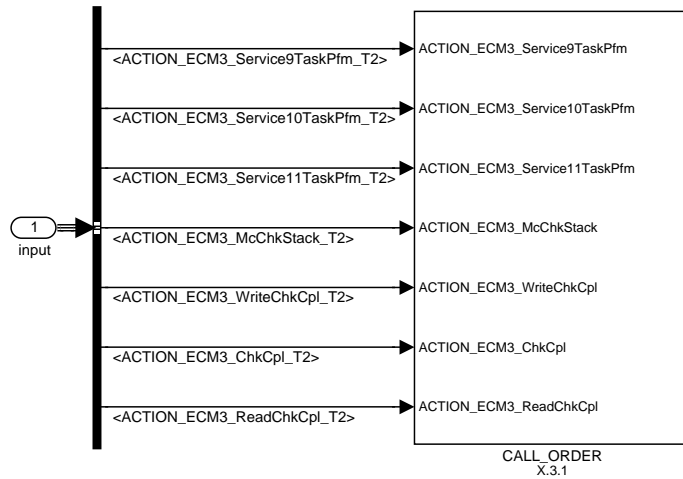 <ACTION_ECM3_Service9TaskPfm_T2>
ACTION_ECM3_Service9TaskPfm
<ACTION_ECM3_Service10TaskPfm_T2>
ACTION_ECM3_Service10TaskPfm
<ACTION_ECM3_Service11TaskPfm_T2>
ACTION_ECM3_Service11TaskPfm
1
input
<ACTION_ECM3_McChkStack_T2>
ACTION_ECM3_McChkStack
<ACTION_ECM3_WriteChkCpl_T2>
ACTION_ECM3_WriteChkCpl
<ACTION_ECM3_ChkCpl_T2>
ACTION_ECM3_ChkCpl
<ACTION_ECM3_ReadChkCpl_T2>
ACTION_ECM3_ReadChkCpl
CALL_ORDER
X.3.1